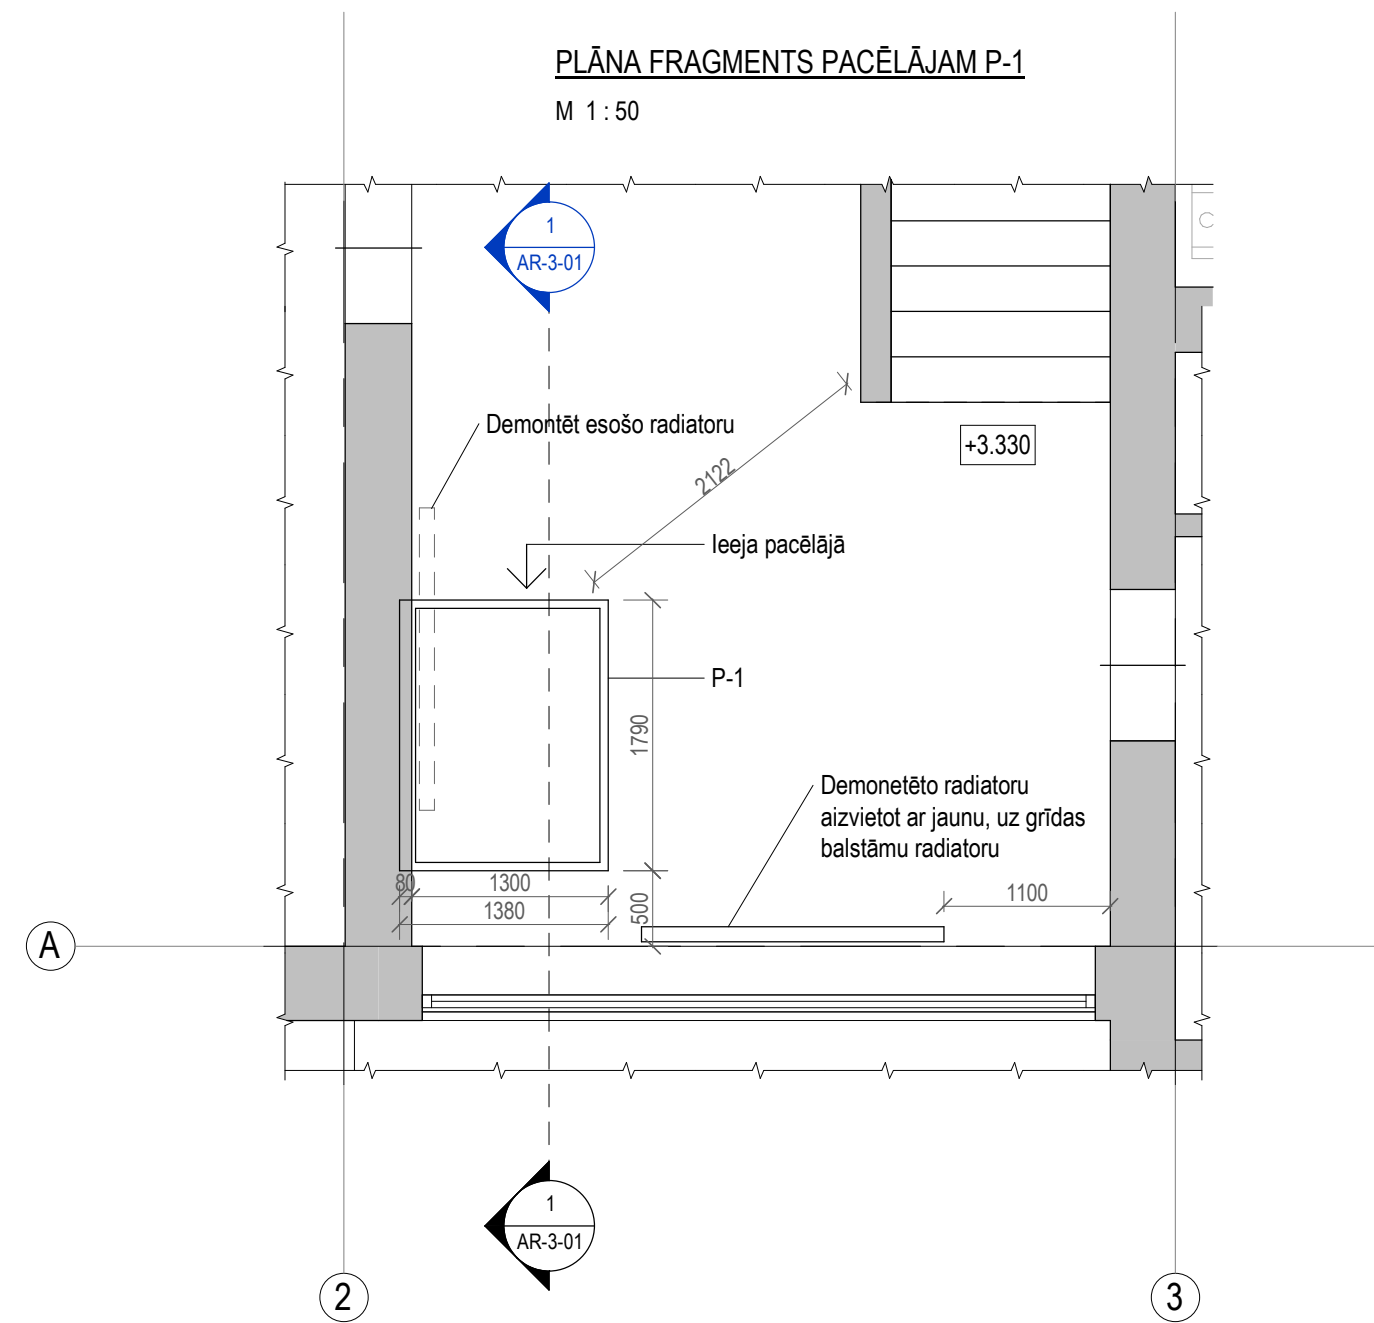 PLĀNA FRAGMENTS PACĒLĀJAM P-1
M 1 : 50
1
AR-3-01
Demontēt esošo radiatoru
+3.330
2122
Ieeja pacēlājā
P-1
1790
Demonetēto radiatoru
aizvietot ar jaunu, uz grīdas
balstāmu radiatoru
80
1300
1380
500
1100
A
1
AR-3-01
2
3